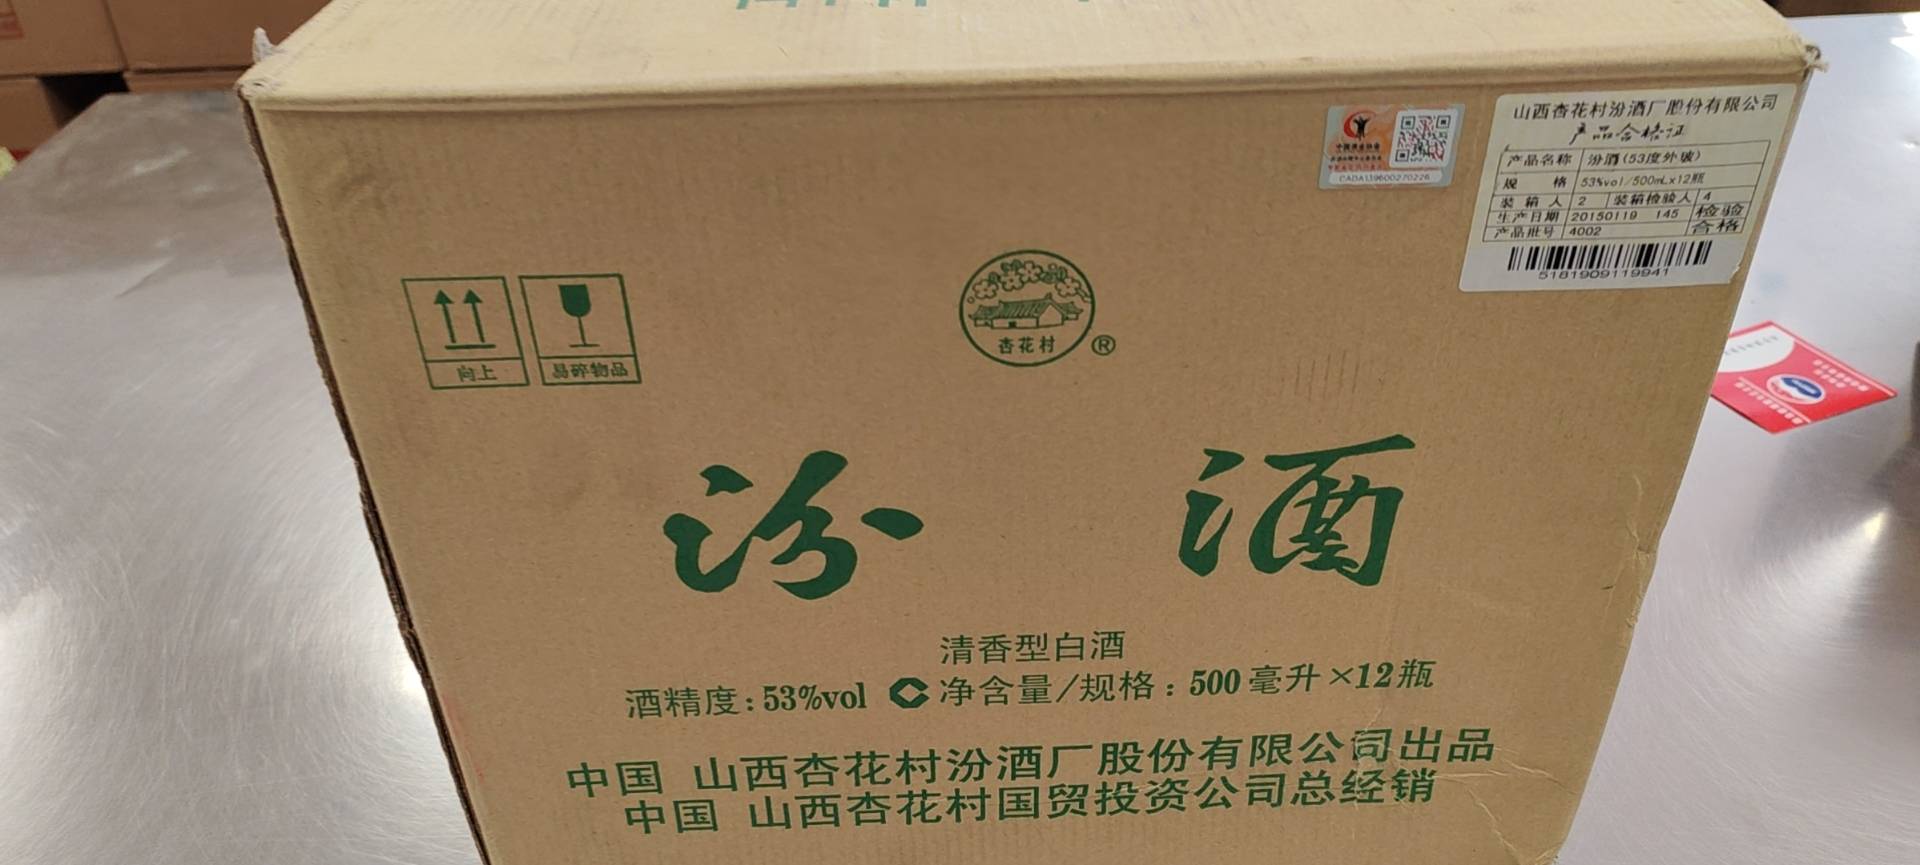 山西杏花村汾酒厂股份有限公司
产品合格证
产品名称 汾酒(53度外玻)
规 格 53%vol/500mL×12瓶
装箱人 2 装箱检验人 4
生产日期 20150119 145 检验
产品批号 4002 合格
5181909119941
CADA139600270226
向上
易碎物品
杏花村
®
汾酒
清香型白酒
酒精度:53%vol 净含量/规格:500毫升×12瓶
中国 山西杏花村汾酒厂股份有限公司出品
中国 山西杏花村国贸投资公司总经销